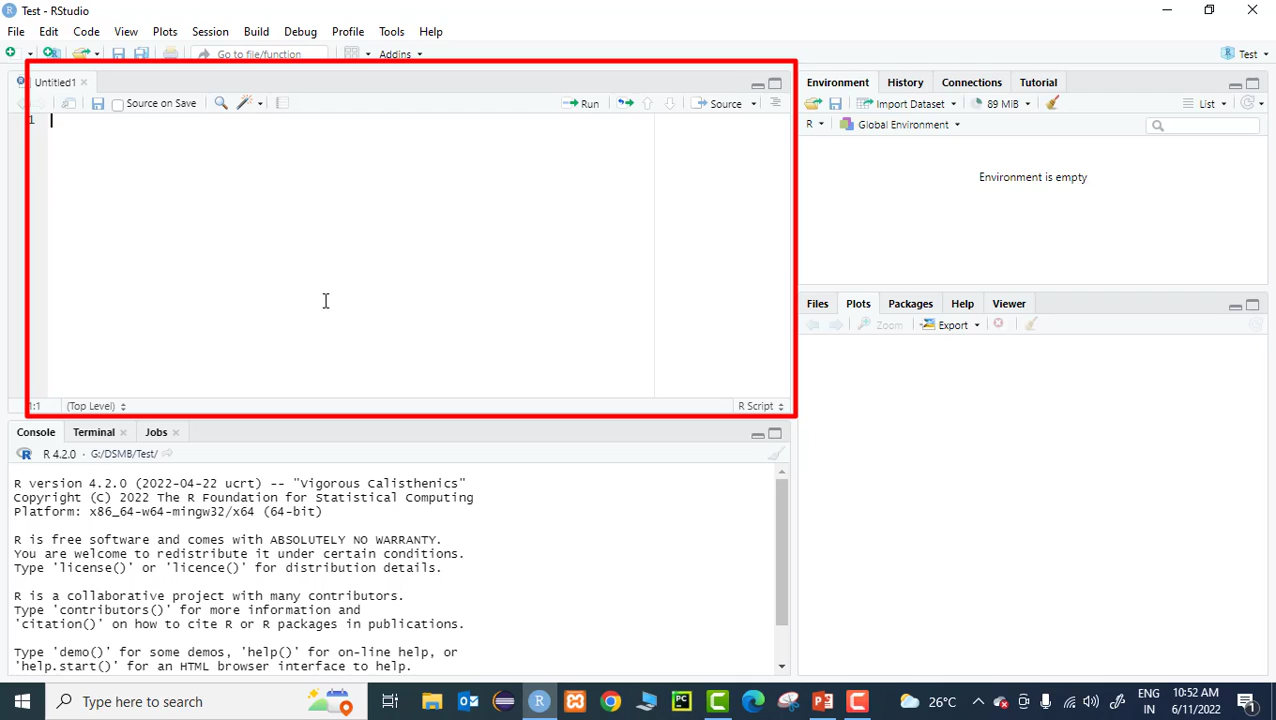 Test - RStudio
File Edit Code View Plots Session Build Debug Profile Tools Help
Go to file/function Addins Test
Untitled1
Source on Save Run Source
1
1:1 (Top Level) R Script
Console Terminal Jobs
R 4.2.0 · G:/DSMB/Test/
R version 4.2.0 (2022-04-22 ucrt) -- "Vigorous Calisthenics"
Copyright (C) 2022 The R Foundation for Statistical Computing
Platform: x86_64-w64-mingw32/x64 (64-bit)
R is free software and comes with ABSOLUTELY NO WARRANTY.
You are welcome to redistribute it under certain conditions.
Type 'license()' or 'licence()' for distribution details.
R is a collaborative project with many contributors.
Type 'contributors()' for more information and
'citation()' on how to cite R or R packages in publications.
Type 'demo()' for some demos, 'help()' for on-line help, or
'help.start()' for an HTML browser interface to help.
Environment History Connections Tutorial
Import Dataset 89 MiB List
R Global Environment
Environment is empty
Files Plots Packages Help Viewer
Zoom Export
Type here to search
26°C
ENG
IN
10:52 AM
6/11/2022
1